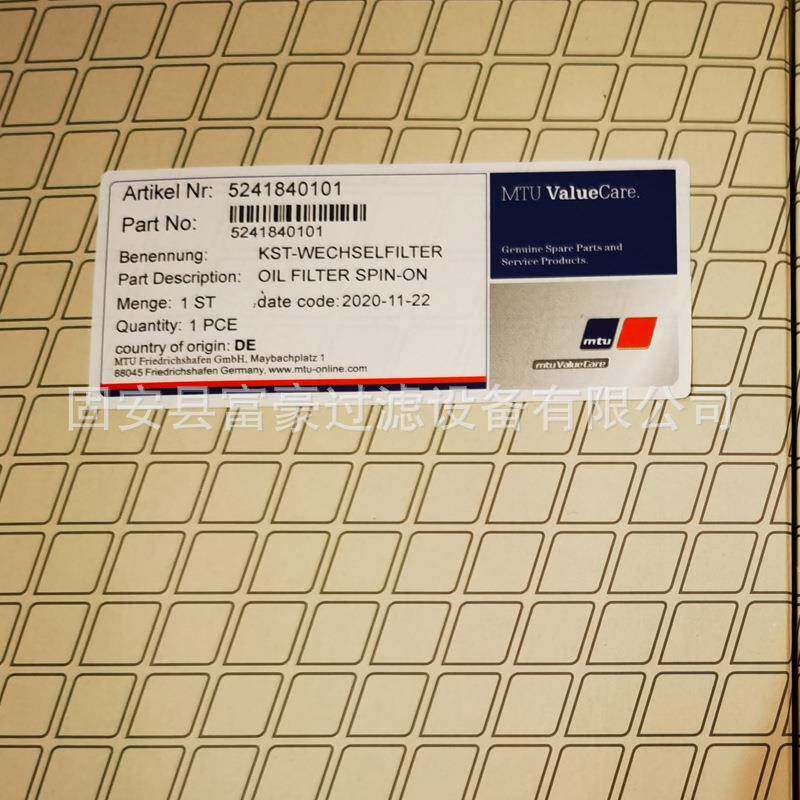 Artikel Nr: 5241840101
Part No:
5241840101
Benennung: KST-WECHSELFILTER
Part Description: OIL FILTER SPIN-ON
Menge: 1 ST date code: 2020-11-22
Quantity: 1 PCE
country of origin: DE
MTU Friedrichshafen GmbH, Maybachplatz 1
88045 Friedrichshafen Germany, www.mtu-online.com
MTU ValueCare.
Genuine Spare Parts and
Service Products.
mtu
mtu ValueCare
固安县富豪过滤设备有限公司